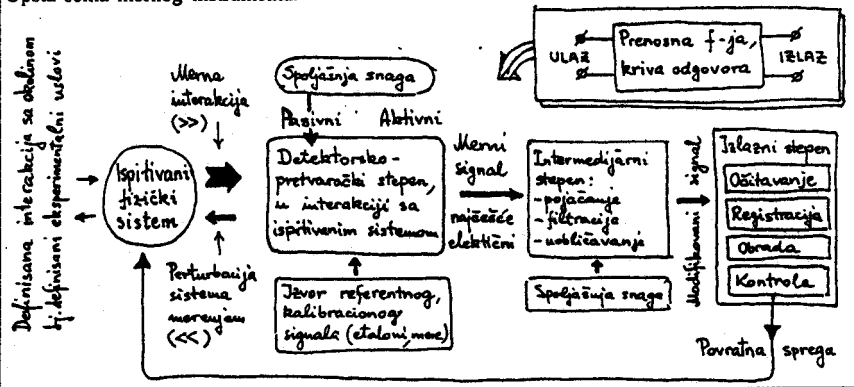 Opšta šema mernog instrumenta
Definisana interakcija sa okolinom
tj. definisani eksperimentalni uslovi
Merna
interakcija
(>>)
Ispitivani
fizički
sistem
Perturbacija
sistema
merenjem
(<<)
Spoljašnja snaga
Pasivni Aktivni
Detektorsko-
pretvarački stepen,
u interakciji sa
ispitivanim sistemom
Izvor referentnog,
kalibracionog
signala (etaloni, mere)
Merni
signal
najčešće
električni
Intermedijarni
stepen:
-pojačanje
-filtracija
-uobličavanje
Spoljašnja snaga
Modifikovani signal
ULAZ
Prenosna f-ja,
kriva odgovora
IZLAZ
Izlazni stepen
Očitavanje
Registracija
Obrada
Kontrola
Povratna sprega